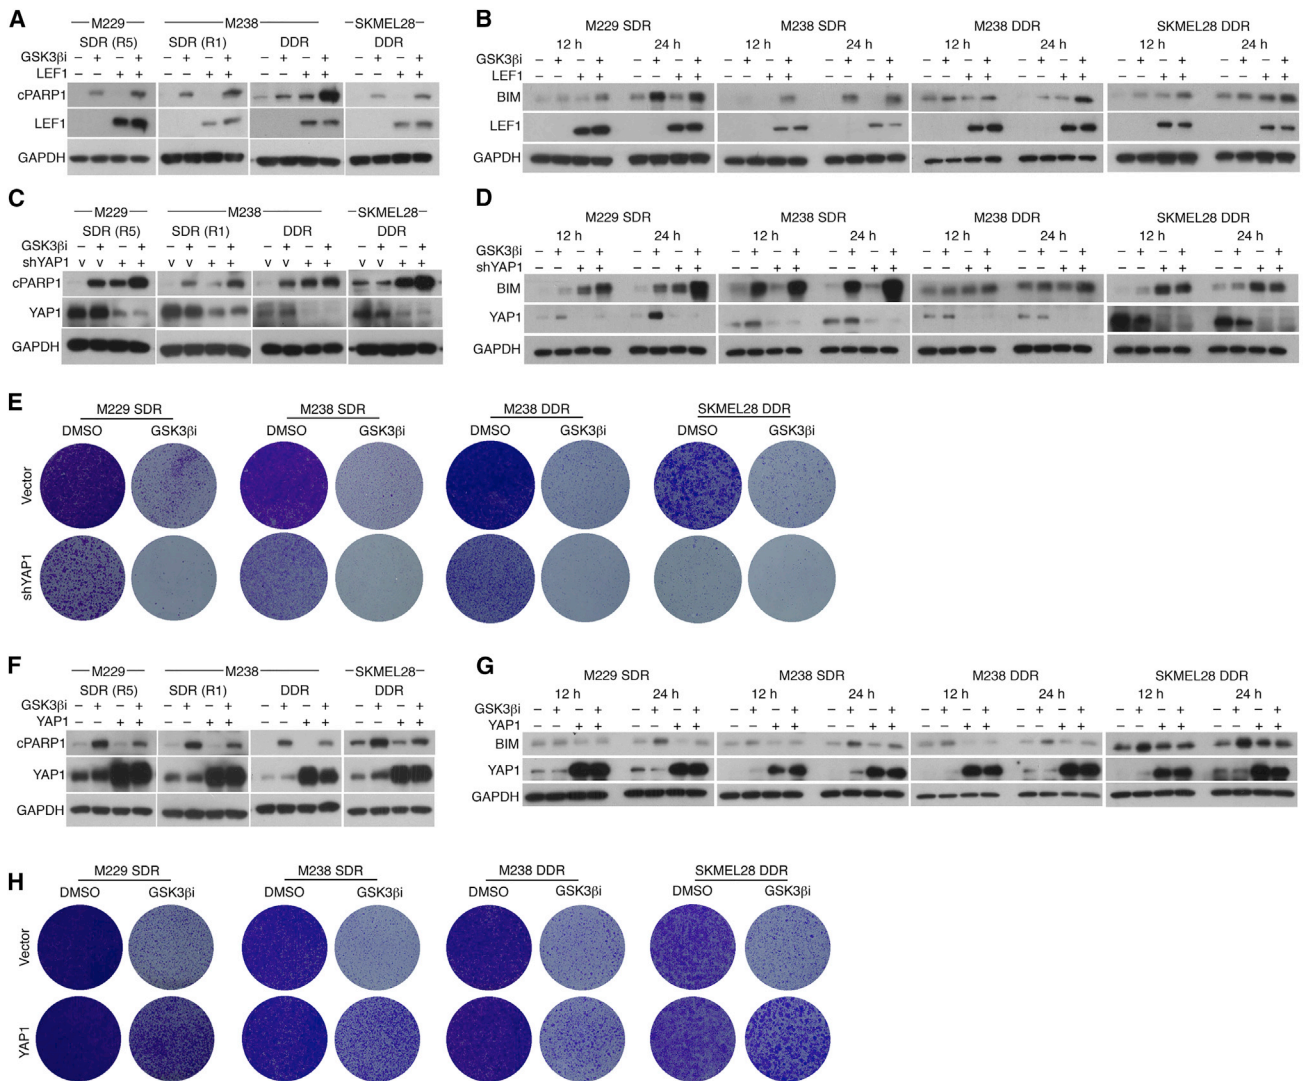 A
M229 M238 SKMEL28
SDR (R5) SDR (R1) DDR DDR
GSK3βi – + – + – + – + – + – + – + – +
LEF1 – – + + – – + + – – + + – – + +
cPARP1
LEF1
GAPDH
B
M229 SDR M238 SDR M238 DDR SKMEL28 DDR
12 h 24 h 12 h 24 h 12 h 24 h 12 h 24 h
GSK3βi – + – + – + – + – + – + – + – + – + – + – + – + – + – + – + – +
LEF1 – – + + – – + + – – + + – – + + – – + + – – + + – – + + – – + +
BIM
LEF1
GAPDH
C
M229 M238 SKMEL28
SDR (R5) SDR (R1) DDR DDR
GSK3βi – + – + – + – + – + – + – + – +
shYAP1 V V + + V V + + V V + + V V + +
cPARP1
YAP1
GAPDH
D
M229 SDR M238 SDR M238 DDR SKMEL28 DDR
12 h 24 h 12 h 24 h 12 h 24 h 12 h 24 h
GSK3βi – + – + – + – + – + – + – + – + – + – + – + – + – + – + – + – +
shYAP1 – – + + – – + + – – + + – – + + – – + + – – + + – – + + – – + +
BIM
YAP1
GAPDH
E
M229 SDR M238 SDR M238 DDR SKMEL28 DDR
DMSO GSK3βi DMSO GSK3βi DMSO GSK3βi DMSO GSK3βi
Vector
shYAP1
F
M229 M238 SKMEL28
SDR (R5) SDR (R1) DDR DDR
GSK3βi – + – + – + – + – + – + – + – +
YAP1 – – + + – – + + – – + + – – + +
cPARP1
YAP1
GAPDH
G
M229 SDR M238 SDR M238 DDR SKMEL28 DDR
12 h 24 h 12 h 24 h 12 h 24 h 12 h 24 h
GSK3βi – + – + – + – + – + – + – + – + – + – + – + – + – + – + – + – +
YAP1 – – + + – – + + – – + + – – + + – – + + – – + + – – + + – – + +
BIM
YAP1
GAPDH
H
M229 SDR M238 SDR M238 DDR SKMEL28 DDR
DMSO GSK3βi DMSO GSK3βi DMSO GSK3βi DMSO GSK3βi
Vector
YAP1